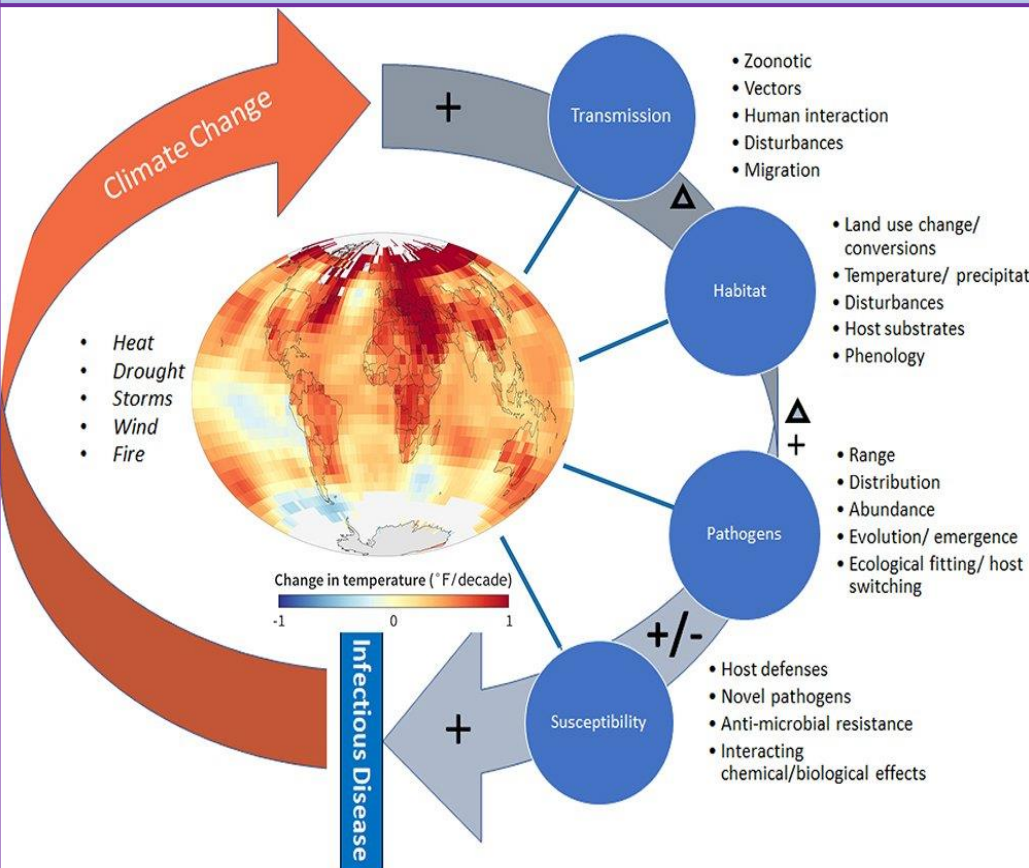 Climate Change
• Heat
• Drought
• Storms
• Wind
• Fire
+
Transmission
• Zoonotic
• Vectors
• Human interaction
• Disturbances
• Migration
Δ
Habitat
• Land use change/
conversions
• Temperature/ precipitat
• Disturbances
• Host substrates
• Phenology
Δ
+
Pathogens
• Range
• Distribution
• Abundance
• Evolution/ emergence
• Ecological fitting/ host
switching
+/-
Susceptibility
• Host defenses
• Novel pathogens
• Anti-microbial resistance
• Interacting
chemical/biological effects
+
Infectious Disease
Change in temperature (°F/decade)
-1 0 1